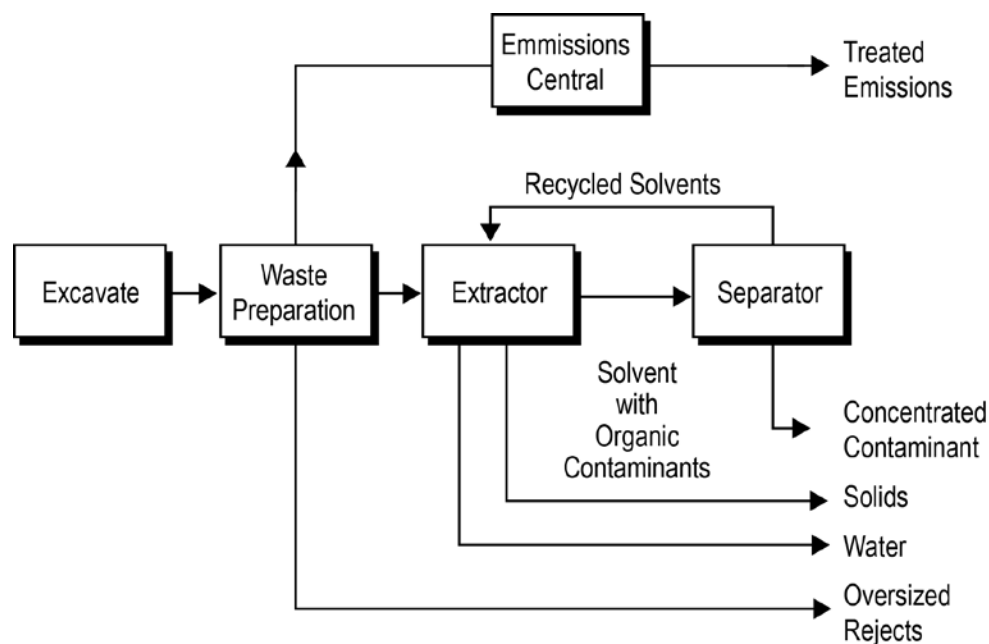 Emmissions
Central
Treated
Emissions
Recycled Solvents
Excavate
Waste
Preparation
Extractor
Separator
Solvent
with
Organic
Contaminants
Concentrated
Contaminant
Solids
Water
Oversized
Rejects